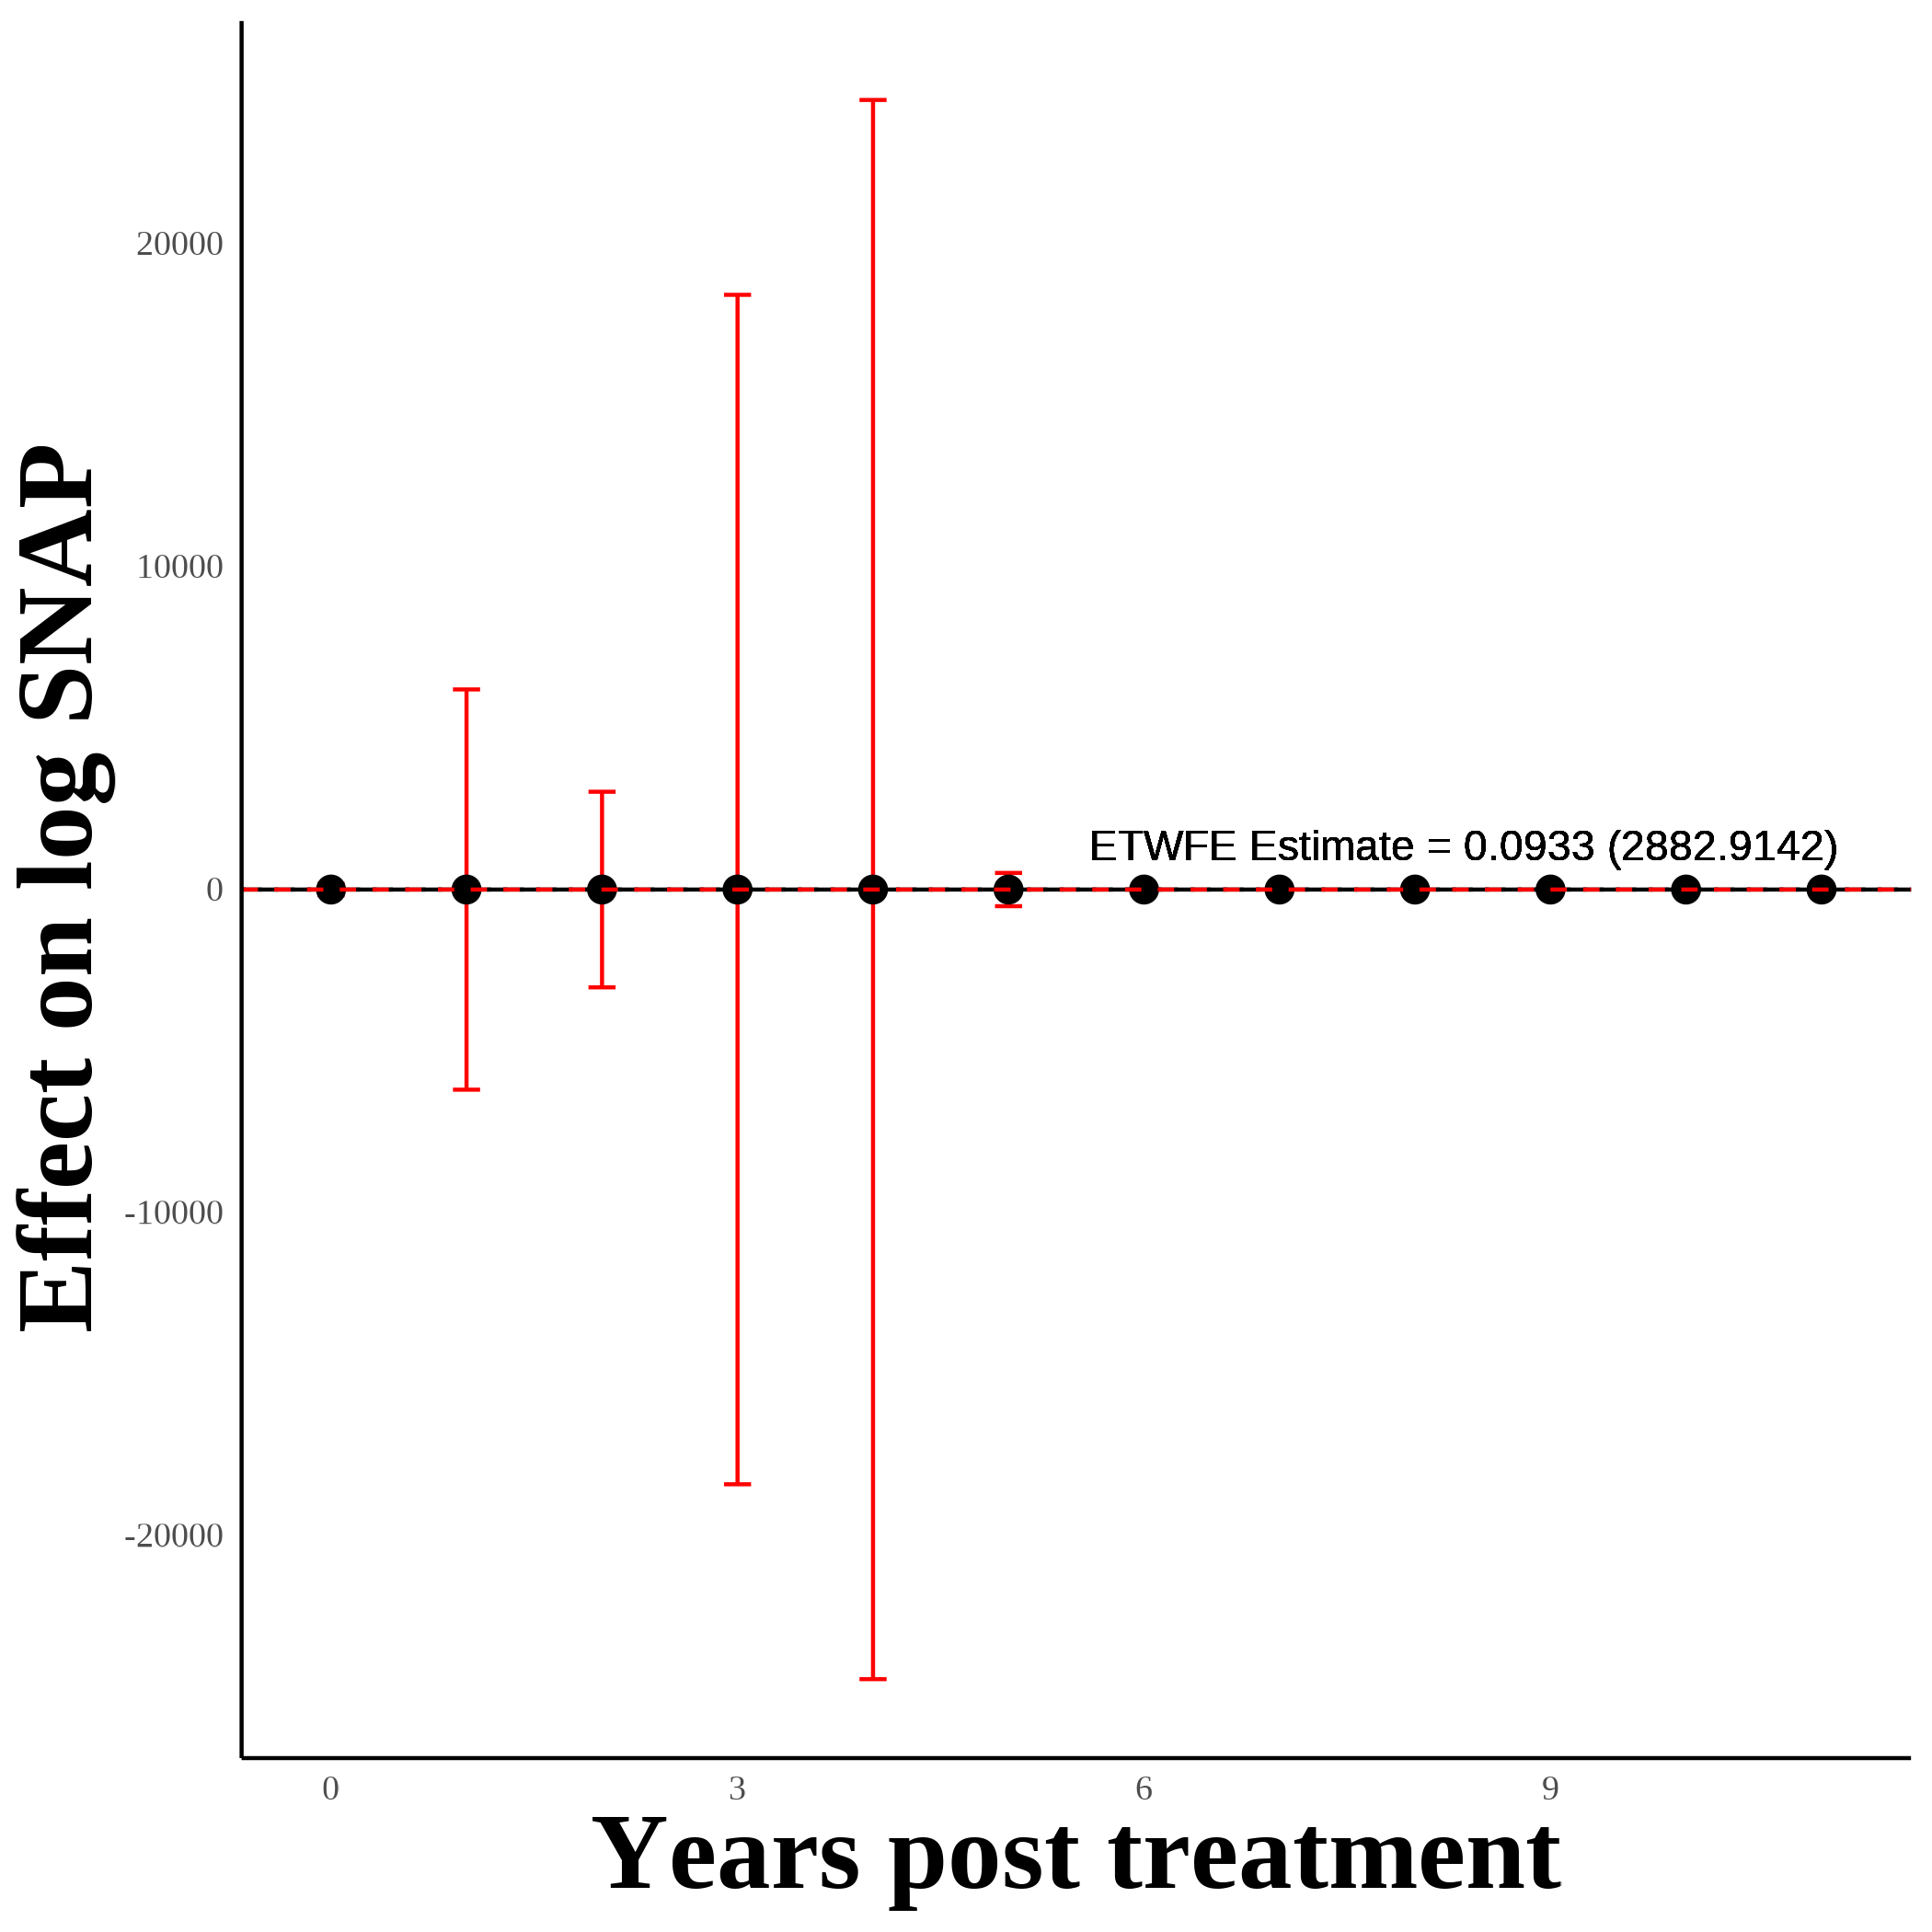 Effect on log SNAP
20000
10000
0
-10000
-20000
ETWFE Estimate = 0.0933 (2882.9142)
0 3 6 9
Years post treatment